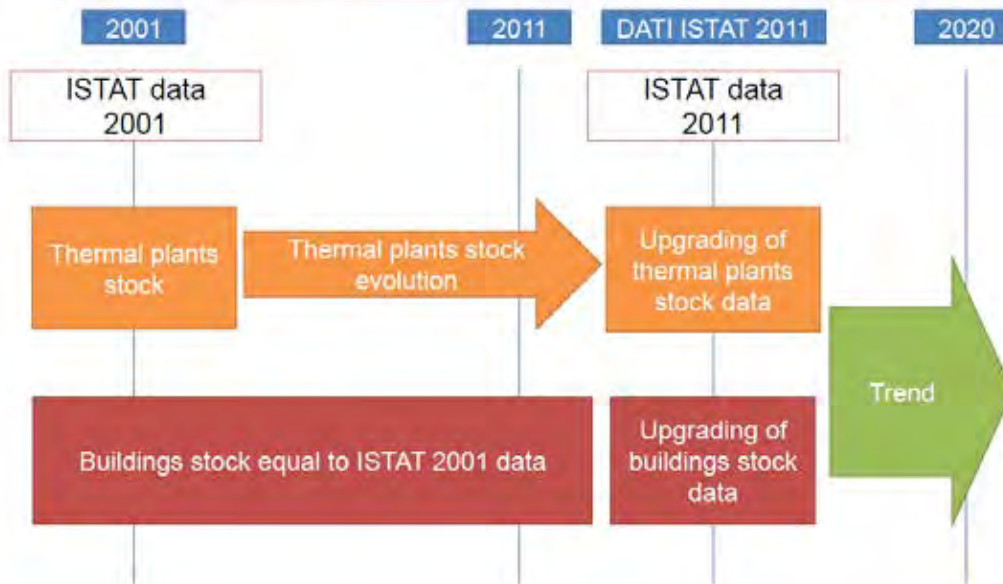 2001
2011
DATI ISTAT 2011
2020
ISTAT data
2001
ISTAT data
2011
Thermal plants
stock
Thermal plants stock
evolution
Upgrading of
thermal plants
stock data
Trend
Buildings stock equal to ISTAT 2001 data
Upgrading of
buildings stock
data